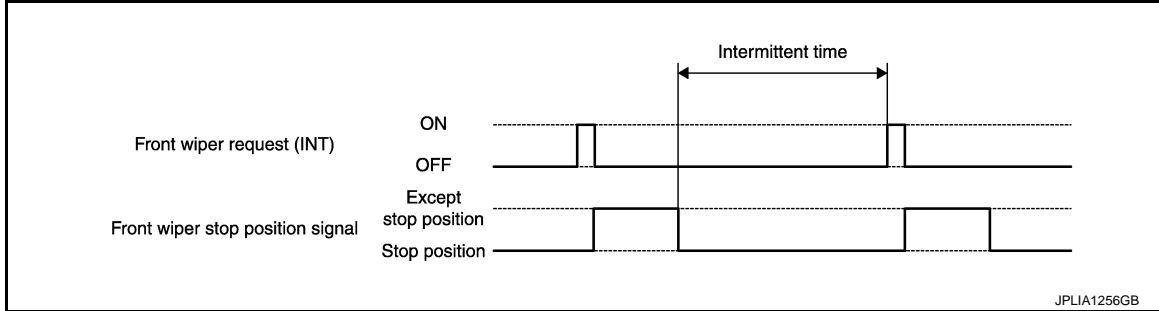 Intermittent time
ON
Front wiper request (INT)
OFF
Except
stop position
Front wiper stop position signal
Stop position
JPLIA1256GB